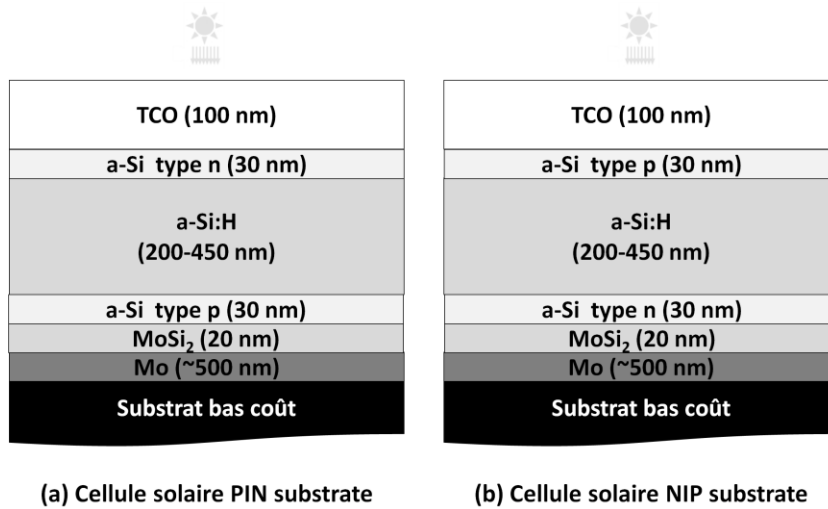 TCO (100 nm)
a-Si type n (30 nm)
a-Si:H
(200-450 nm)
a-Si type p (30 nm)
MoSi₂ (20 nm)
Mo (~500 nm)
Substrat bas coût
(a) Cellule solaire PIN substrate
TCO (100 nm)
a-Si type p (30 nm)
a-Si:H
(200-450 nm)
a-Si type n (30 nm)
MoSi₂ (20 nm)
Mo (~500 nm)
Substrat bas coût
(b) Cellule solaire NIP substrate